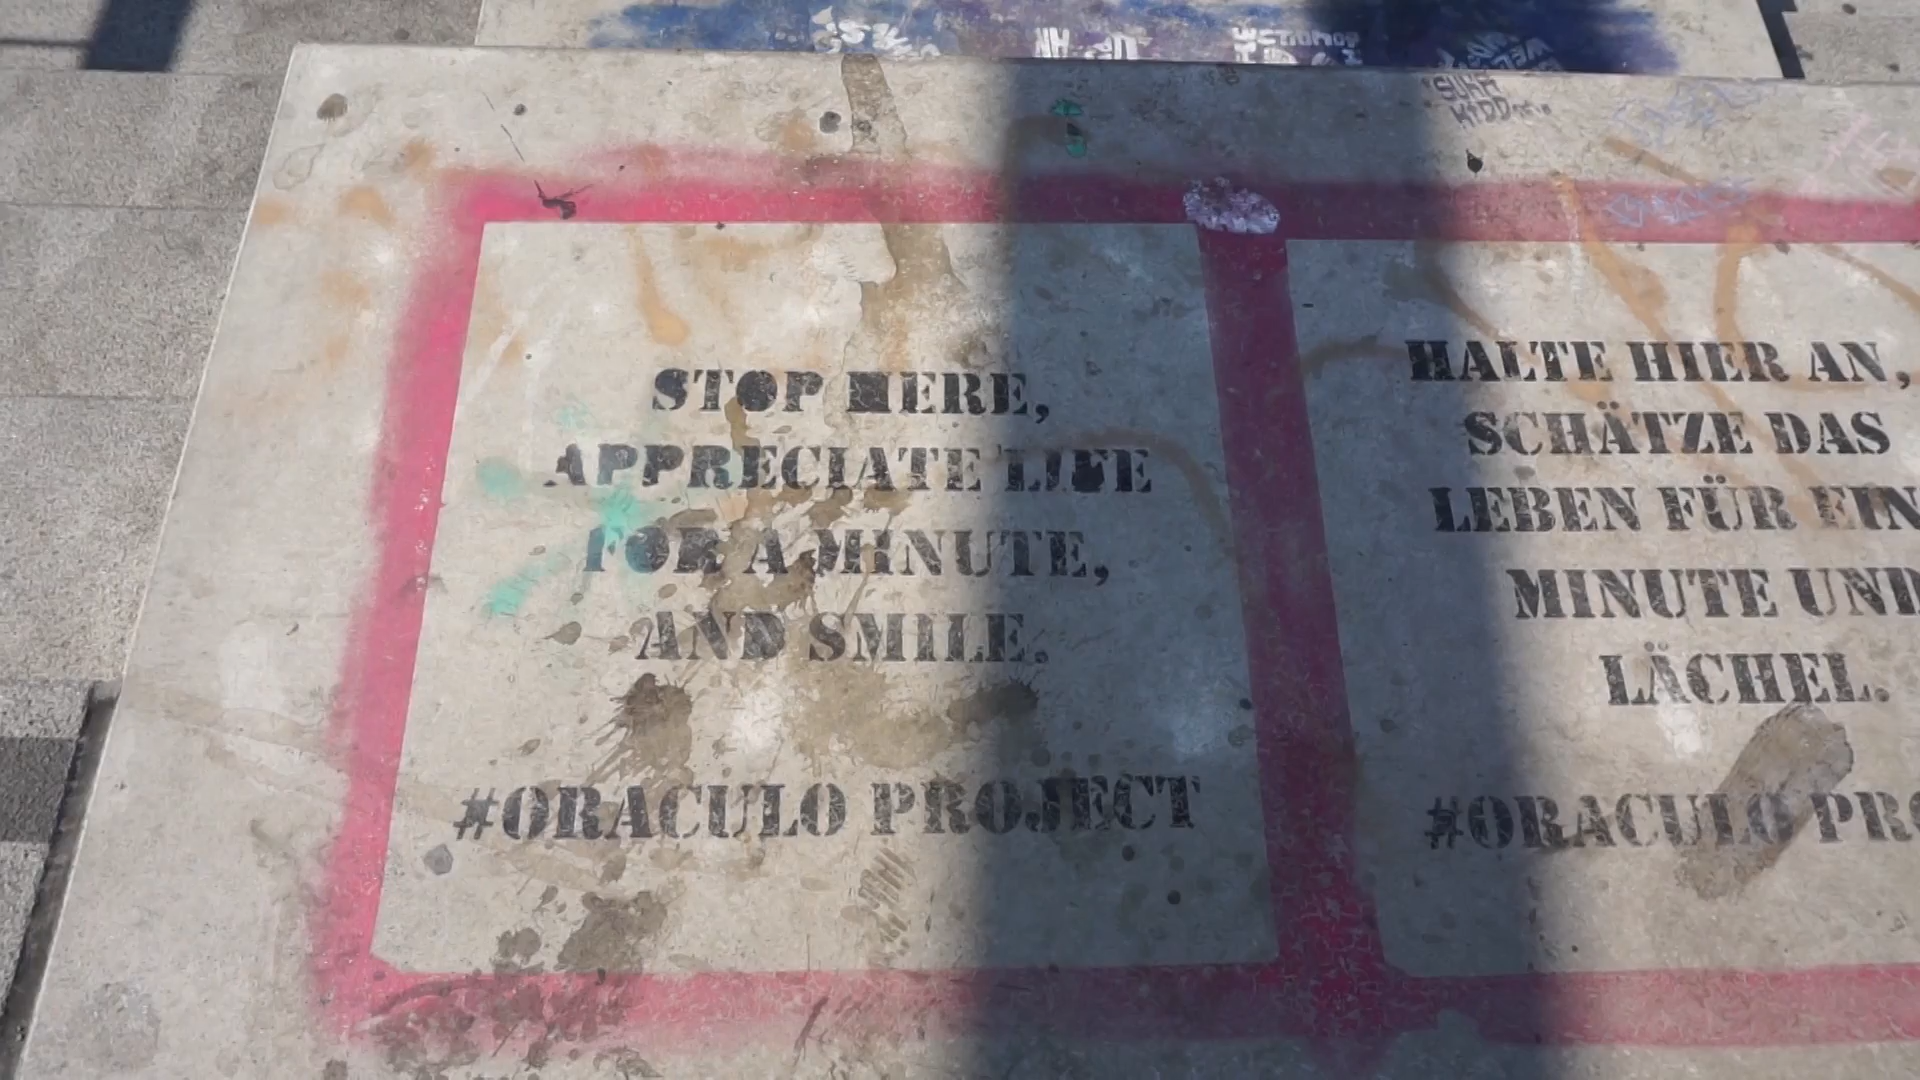 STOP HERE,
APPRECIATE LIFE
FOR A MINUTE,
AND SMILE.
#ORACULO PROJECT
HALTE HIER AN,
SCHÄTZE DAS
LEBEN FÜR EIN
MINUTE UND
LÄCHEL.
#ORACULO PRO